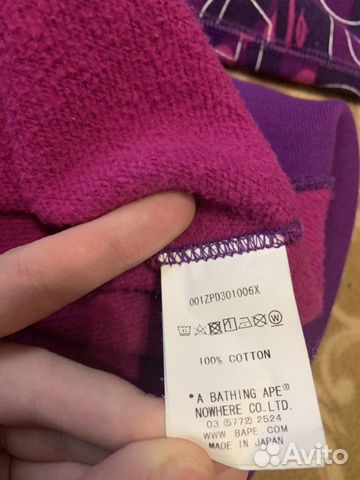 001ZPD301006X
W
100% COTTON
*A BATHING APE®
NOWHERE CO.LTD.
03(5772)2524
WWW.BAPE.COM
MADE IN JAPAN
Avito